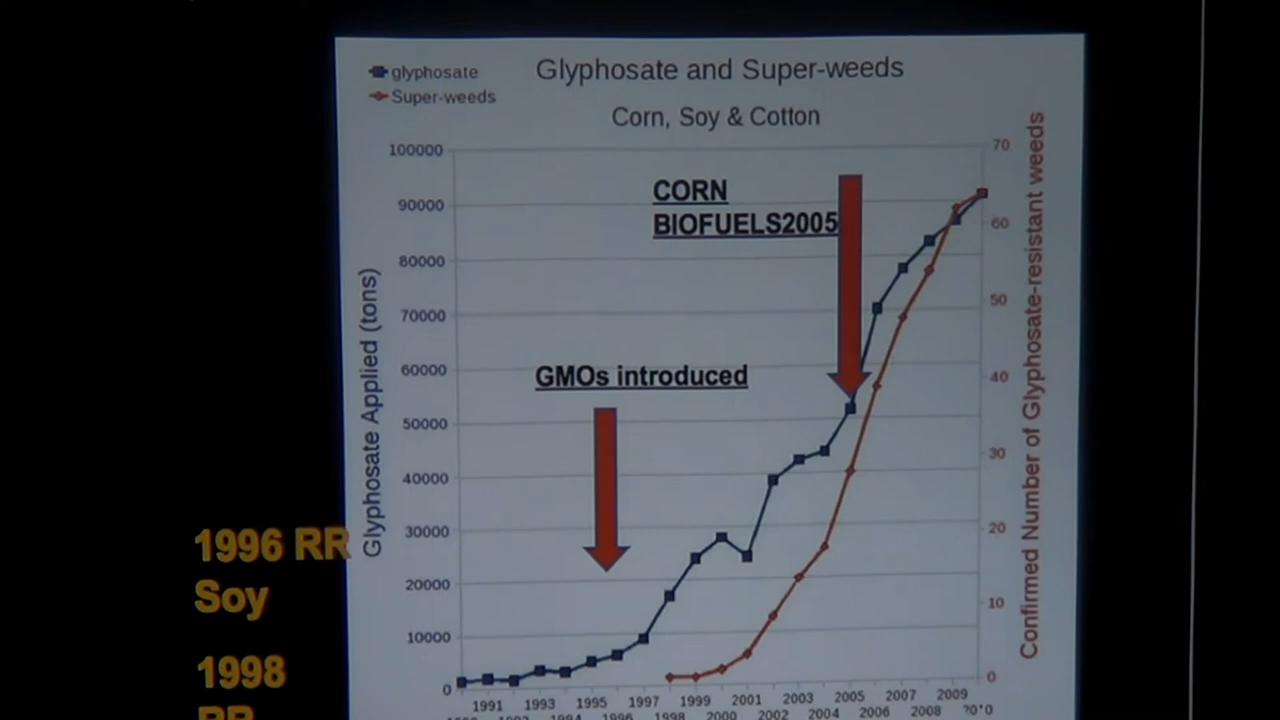 glyphosate
Super-weeds
Glyphosate and Super-weeds
Corn, Soy & Cotton
Glyphosate Applied (tons)
100000
90000
80000
70000
60000
50000
40000
30000
20000
10000
0
CORN
BIOFUELS2005
GMOs introduced
70
60
50
40
30
20
10
0
Confirmed Number of Glyphosate-resistant weeds
1991 1993 1995 1997 1999 2001 2003 2005 2007 2009
1996 1998 2000 2002 2004 2006 2008
1996 RR
Soy
1998
RR